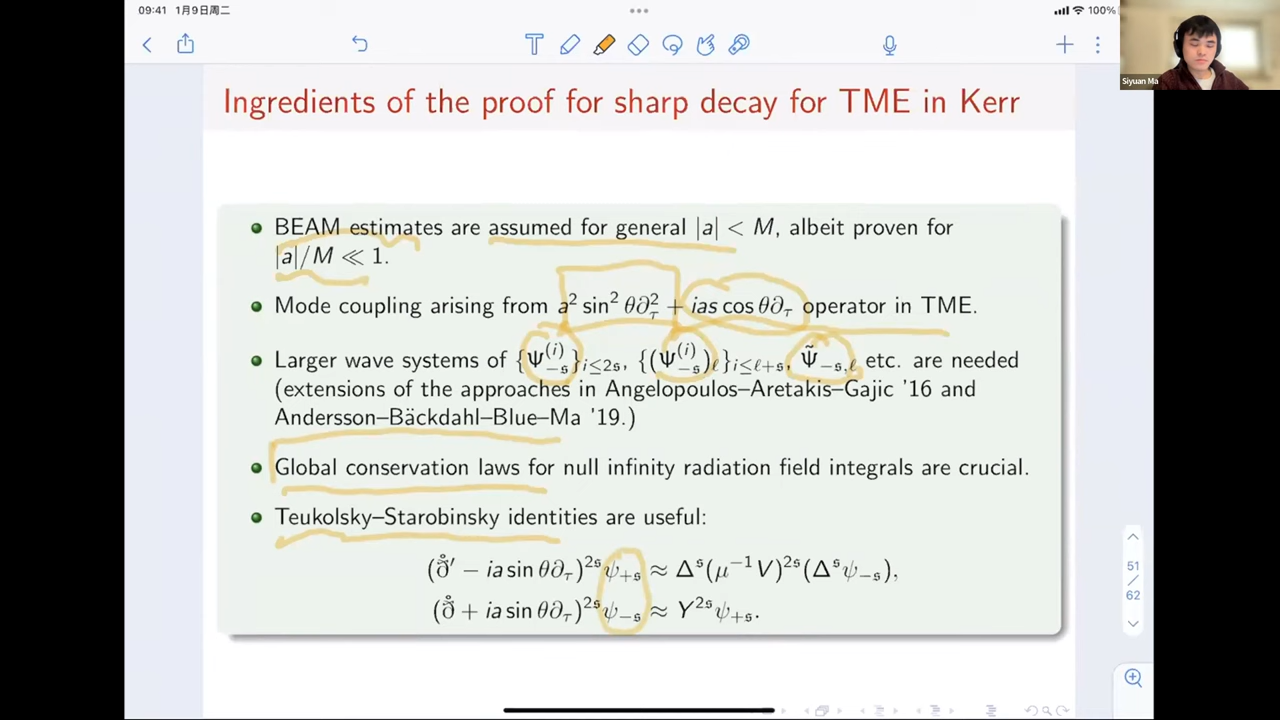 09:41 1月9日周二
100%
Siyuan Ma
Ingredients of the proof for sharp decay for TME in Kerr
BEAM estimates are assumed for general |a| < M, albeit proven for
|a|/M ≪ 1.
Mode coupling arising from a² sin² θ∂²_τ + ias cos θ∂_τ operator in TME.
Larger wave systems of {Ψ^{(i)}_{−𝔰}}_{i≤2𝔰}, {(Ψ^{(i)}_{−𝔰})_ℓ}_{i≤ℓ+𝔰}, Ψ̃_{−𝔰,ℓ} etc. are needed
(extensions of the approaches in Angelopoulos–Aretakis–Gajic '16 and
Andersson–Bäckdahl–Blue–Ma '19.)
Global conservation laws for null infinity radiation field integrals are crucial.
Teukolsky–Starobinsky identities are useful:
(ð̊′ − ia sin θ∂_τ)^{2𝔰}ψ_{+𝔰} ≈ Δ^𝔰(μ^{−1}V)^{2𝔰}(Δ^𝔰ψ_{−𝔰}),
(ð̊ + ia sin θ∂_τ)^{2𝔰}ψ_{−𝔰} ≈ Y^{2𝔰}ψ_{+𝔰}.
51
/
62